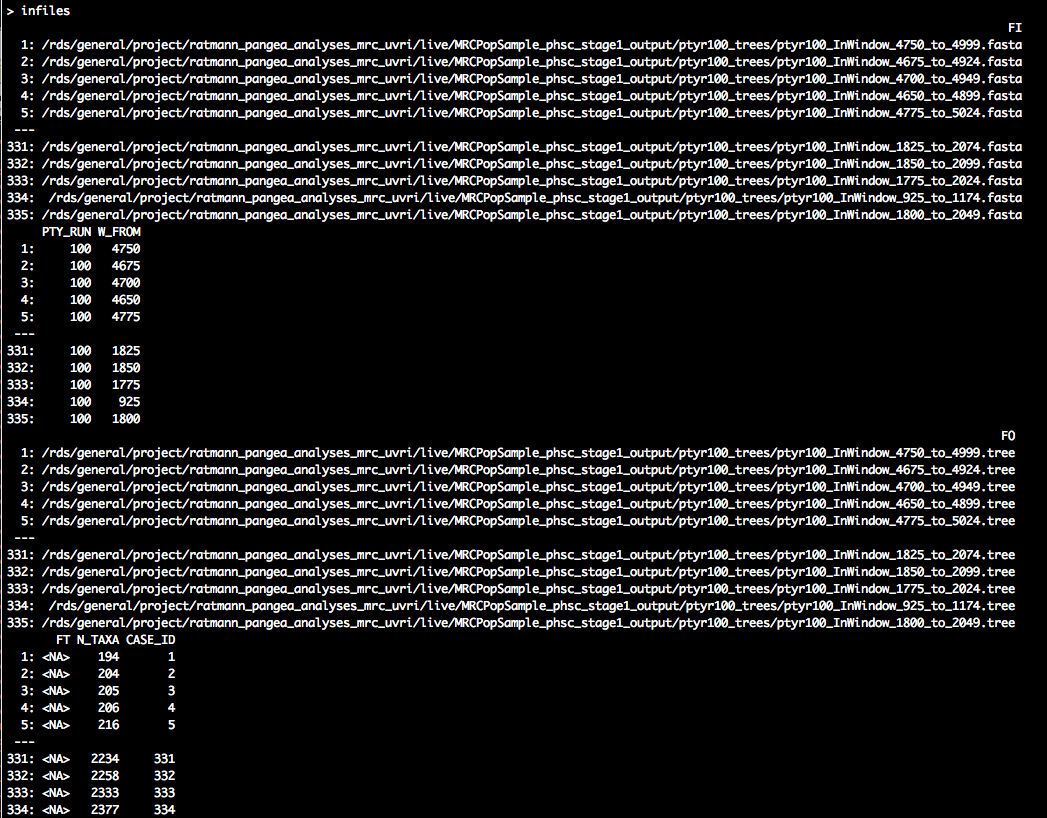 > infiles
FI
1: /rds/general/project/ratmann_pangea_analyses_mrc_uvri/live/MRCPopSample_phsc_stage1_output/ptyr100_trees/ptyr100_InWindow_4750_to_4999.fasta
2: /rds/general/project/ratmann_pangea_analyses_mrc_uvri/live/MRCPopSample_phsc_stage1_output/ptyr100_trees/ptyr100_InWindow_4675_to_4924.fasta
3: /rds/general/project/ratmann_pangea_analyses_mrc_uvri/live/MRCPopSample_phsc_stage1_output/ptyr100_trees/ptyr100_InWindow_4700_to_4949.fasta
4: /rds/general/project/ratmann_pangea_analyses_mrc_uvri/live/MRCPopSample_phsc_stage1_output/ptyr100_trees/ptyr100_InWindow_4650_to_4899.fasta
5: /rds/general/project/ratmann_pangea_analyses_mrc_uvri/live/MRCPopSample_phsc_stage1_output/ptyr100_trees/ptyr100_InWindow_4775_to_5024.fasta
---
331: /rds/general/project/ratmann_pangea_analyses_mrc_uvri/live/MRCPopSample_phsc_stage1_output/ptyr100_trees/ptyr100_InWindow_1825_to_2074.fasta
332: /rds/general/project/ratmann_pangea_analyses_mrc_uvri/live/MRCPopSample_phsc_stage1_output/ptyr100_trees/ptyr100_InWindow_1850_to_2099.fasta
333: /rds/general/project/ratmann_pangea_analyses_mrc_uvri/live/MRCPopSample_phsc_stage1_output/ptyr100_trees/ptyr100_InWindow_1775_to_2024.fasta
334: /rds/general/project/ratmann_pangea_analyses_mrc_uvri/live/MRCPopSample_phsc_stage1_output/ptyr100_trees/ptyr100_InWindow_925_to_1174.fasta
335: /rds/general/project/ratmann_pangea_analyses_mrc_uvri/live/MRCPopSample_phsc_stage1_output/ptyr100_trees/ptyr100_InWindow_1800_to_2049.fasta
PTY_RUN W_FROM
1: 100 4750
2: 100 4675
3: 100 4700
4: 100 4650
5: 100 4775
---
331: 100 1825
332: 100 1850
333: 100 1775
334: 100 925
335: 100 1800
FO
1: /rds/general/project/ratmann_pangea_analyses_mrc_uvri/live/MRCPopSample_phsc_stage1_output/ptyr100_trees/ptyr100_InWindow_4750_to_4999.tree
2: /rds/general/project/ratmann_pangea_analyses_mrc_uvri/live/MRCPopSample_phsc_stage1_output/ptyr100_trees/ptyr100_InWindow_4675_to_4924.tree
3: /rds/general/project/ratmann_pangea_analyses_mrc_uvri/live/MRCPopSample_phsc_stage1_output/ptyr100_trees/ptyr100_InWindow_4700_to_4949.tree
4: /rds/general/project/ratmann_pangea_analyses_mrc_uvri/live/MRCPopSample_phsc_stage1_output/ptyr100_trees/ptyr100_InWindow_4650_to_4899.tree
5: /rds/general/project/ratmann_pangea_analyses_mrc_uvri/live/MRCPopSample_phsc_stage1_output/ptyr100_trees/ptyr100_InWindow_4775_to_5024.tree
---
331: /rds/general/project/ratmann_pangea_analyses_mrc_uvri/live/MRCPopSample_phsc_stage1_output/ptyr100_trees/ptyr100_InWindow_1825_to_2074.tree
332: /rds/general/project/ratmann_pangea_analyses_mrc_uvri/live/MRCPopSample_phsc_stage1_output/ptyr100_trees/ptyr100_InWindow_1850_to_2099.tree
333: /rds/general/project/ratmann_pangea_analyses_mrc_uvri/live/MRCPopSample_phsc_stage1_output/ptyr100_trees/ptyr100_InWindow_1775_to_2024.tree
334: /rds/general/project/ratmann_pangea_analyses_mrc_uvri/live/MRCPopSample_phsc_stage1_output/ptyr100_trees/ptyr100_InWindow_925_to_1174.tree
335: /rds/general/project/ratmann_pangea_analyses_mrc_uvri/live/MRCPopSample_phsc_stage1_output/ptyr100_trees/ptyr100_InWindow_1800_to_2049.tree
FT N_TAXA CASE_ID
1: <NA> 194 1
2: <NA> 204 2
3: <NA> 205 3
4: <NA> 206 4
5: <NA> 216 5
---
331: <NA> 2234 331
332: <NA> 2258 332
333: <NA> 2333 333
334: <NA> 2377 334